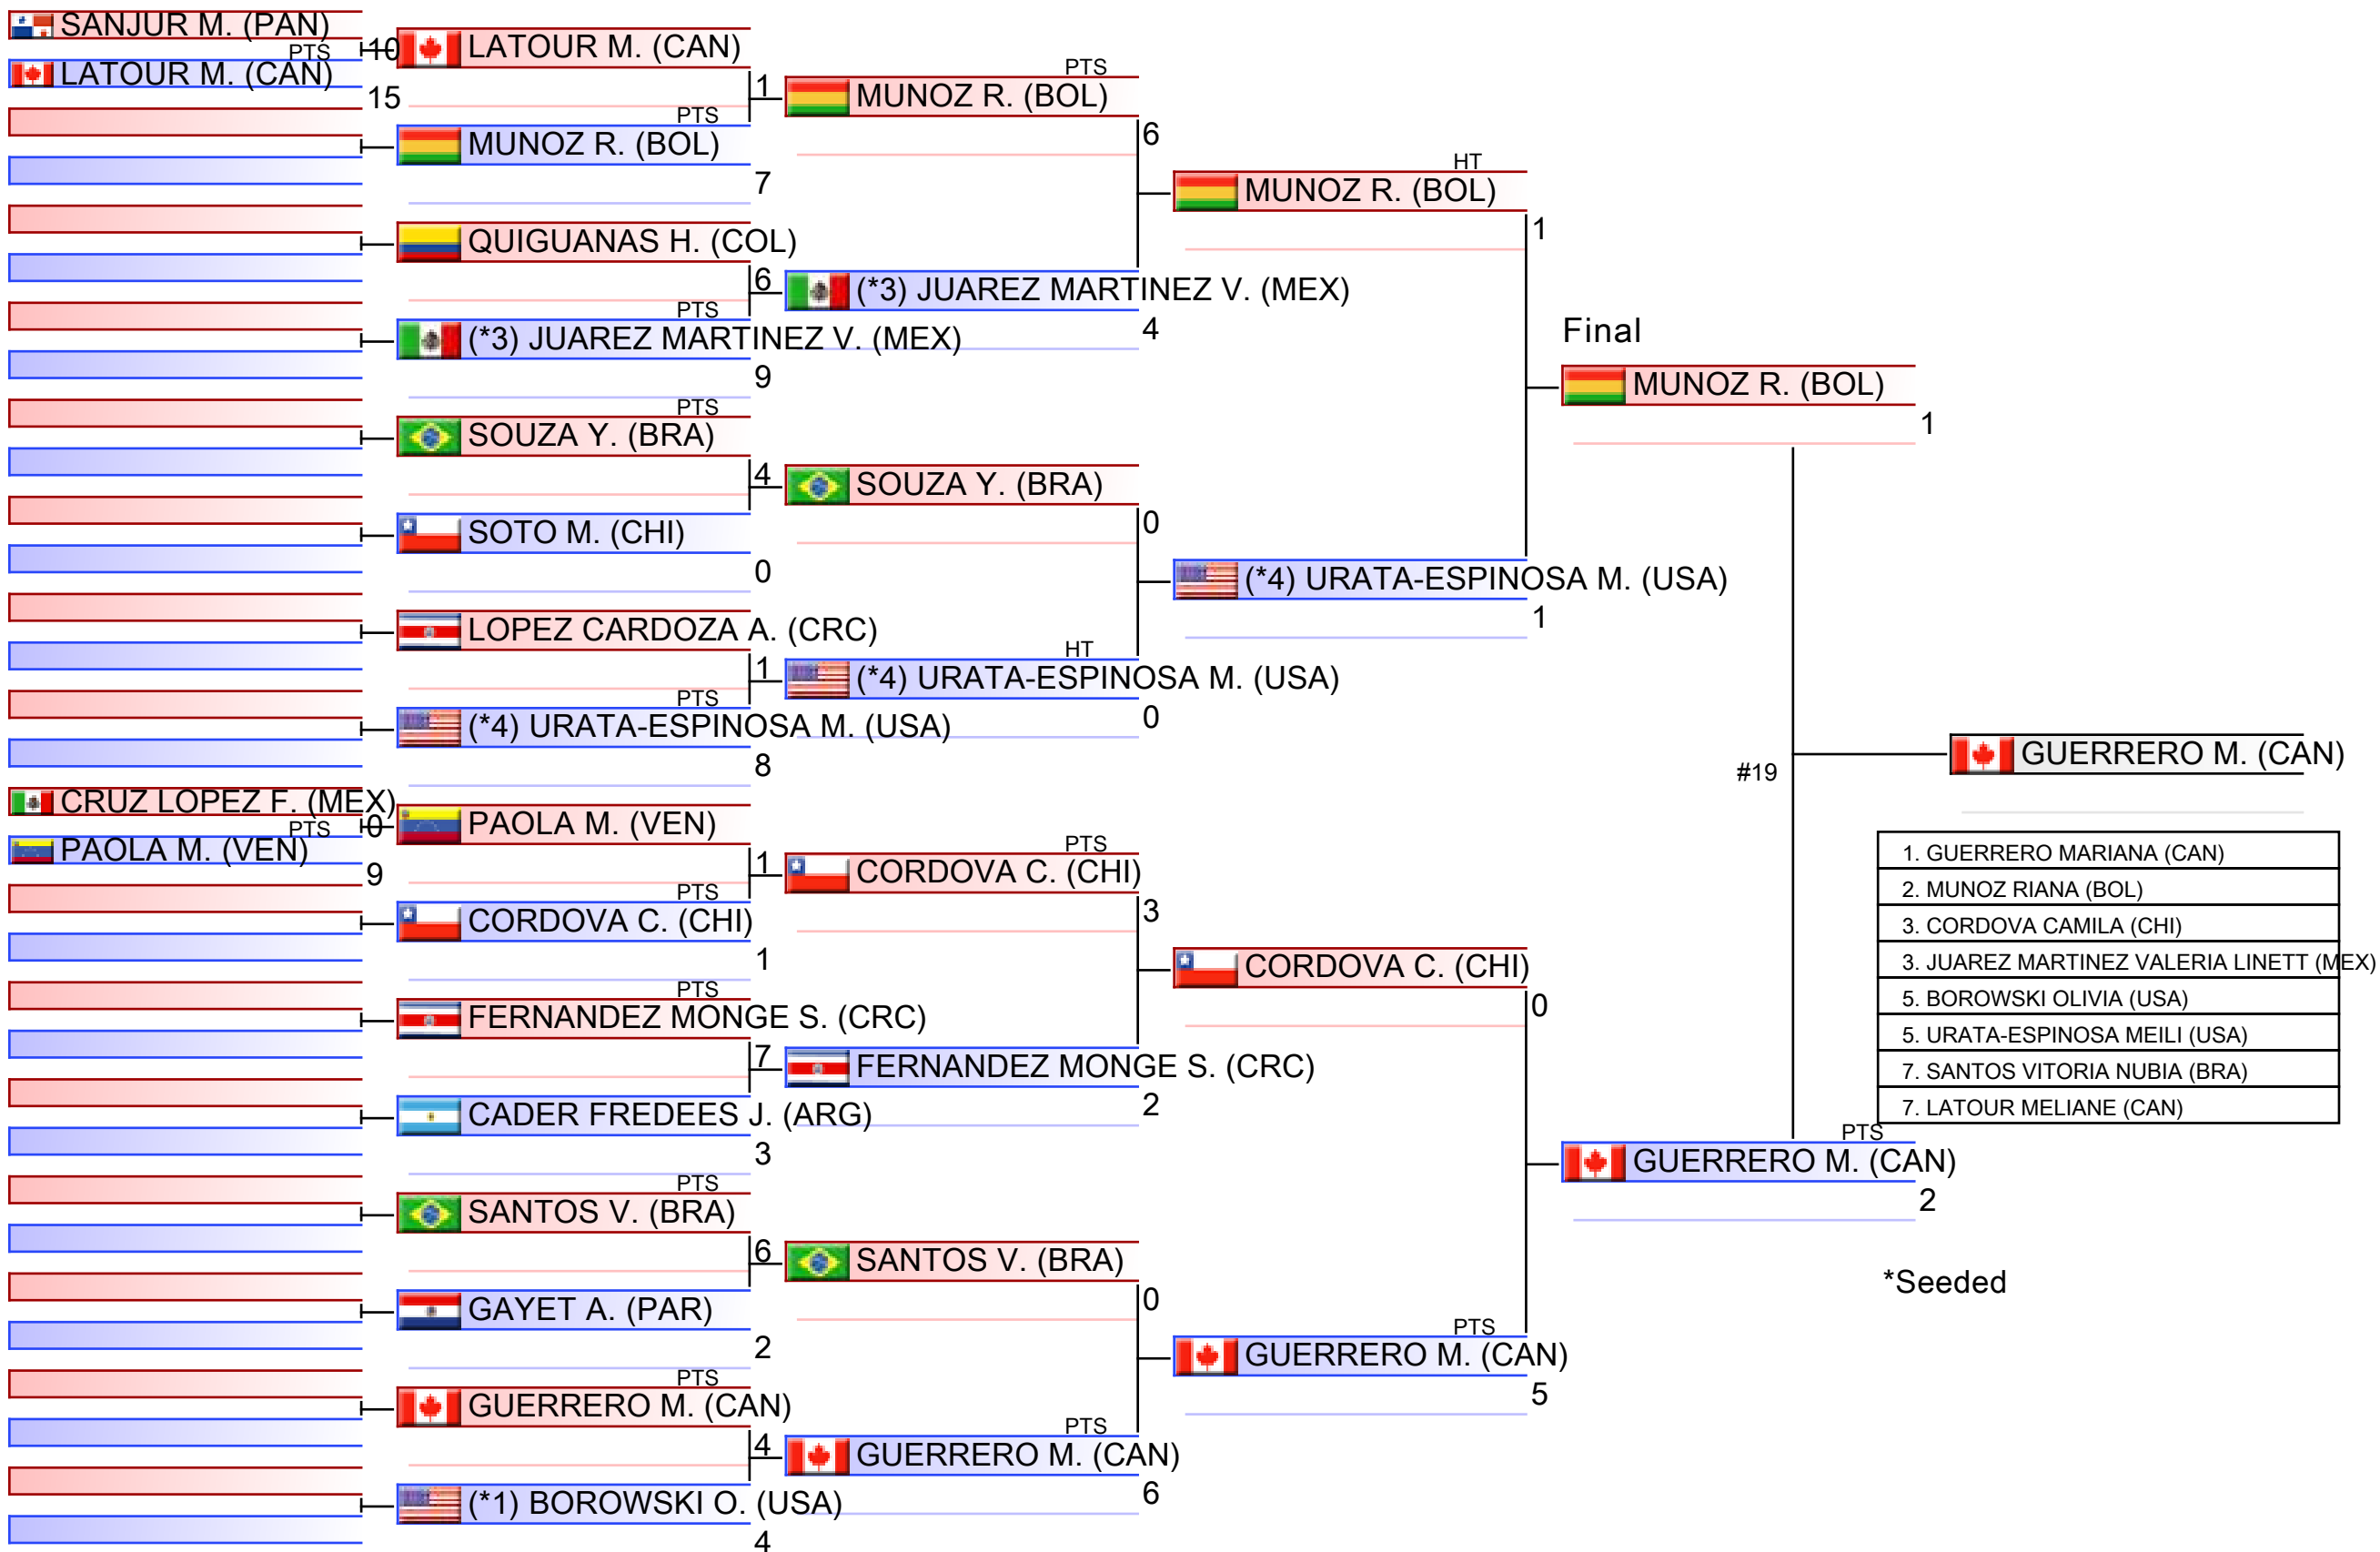 SANJUR M. (PAN)
PTS
10
LATOUR M. (CAN)
15
CRUZ LOPEZ F. (MEX)
PTS
0
PAOLA M. (VEN)
9
LATOUR M. (CAN)
1
PTS
MUNOZ R. (BOL)
7
QUIGUANAS H. (COL)
6
PTS
(*3) JUAREZ MARTINEZ V. (MEX)
9
PTS
SOUZA Y. (BRA)
4
SOTO M. (CHI)
0
LOPEZ CARDOZA A. (CRC)
1
PTS
(*4) URATA-ESPINOSA M. (USA)
8
PAOLA M. (VEN)
1
PTS
CORDOVA C. (CHI)
1
PTS
FERNANDEZ MONGE S. (CRC)
7
CADER FREDEES J. (ARG)
3
PTS
SANTOS V. (BRA)
6
GAYET A. (PAR)
2
PTS
GUERRERO M. (CAN)
4
(*1) BOROWSKI O. (USA)
4
PTS
MUNOZ R. (BOL)
6
(*3) JUAREZ MARTINEZ V. (MEX)
4
SOUZA Y. (BRA)
0
HT
(*4) URATA-ESPINOSA M. (USA)
0
PTS
CORDOVA C. (CHI)
3
FERNANDEZ MONGE S. (CRC)
2
SANTOS V. (BRA)
0
PTS
GUERRERO M. (CAN)
6
HT
MUNOZ R. (BOL)
1
(*4) URATA-ESPINOSA M. (USA)
1
CORDOVA C. (CHI)
0
PTS
GUERRERO M. (CAN)
5
Final
MUNOZ R. (BOL)
1
#19
PTS
GUERRERO M. (CAN)
2
GUERRERO M. (CAN)
1. GUERRERO MARIANA (CAN)
2. MUNOZ RIANA (BOL)
3. CORDOVA CAMILA (CHI)
3. JUAREZ MARTINEZ VALERIA LINETT (MEX)
5. BOROWSKI OLIVIA (USA)
5. URATA-ESPINOSA MEILI (USA)
7. SANTOS VITORIA NUBIA (BRA)
7. LATOUR MELIANE (CAN)
*Seeded